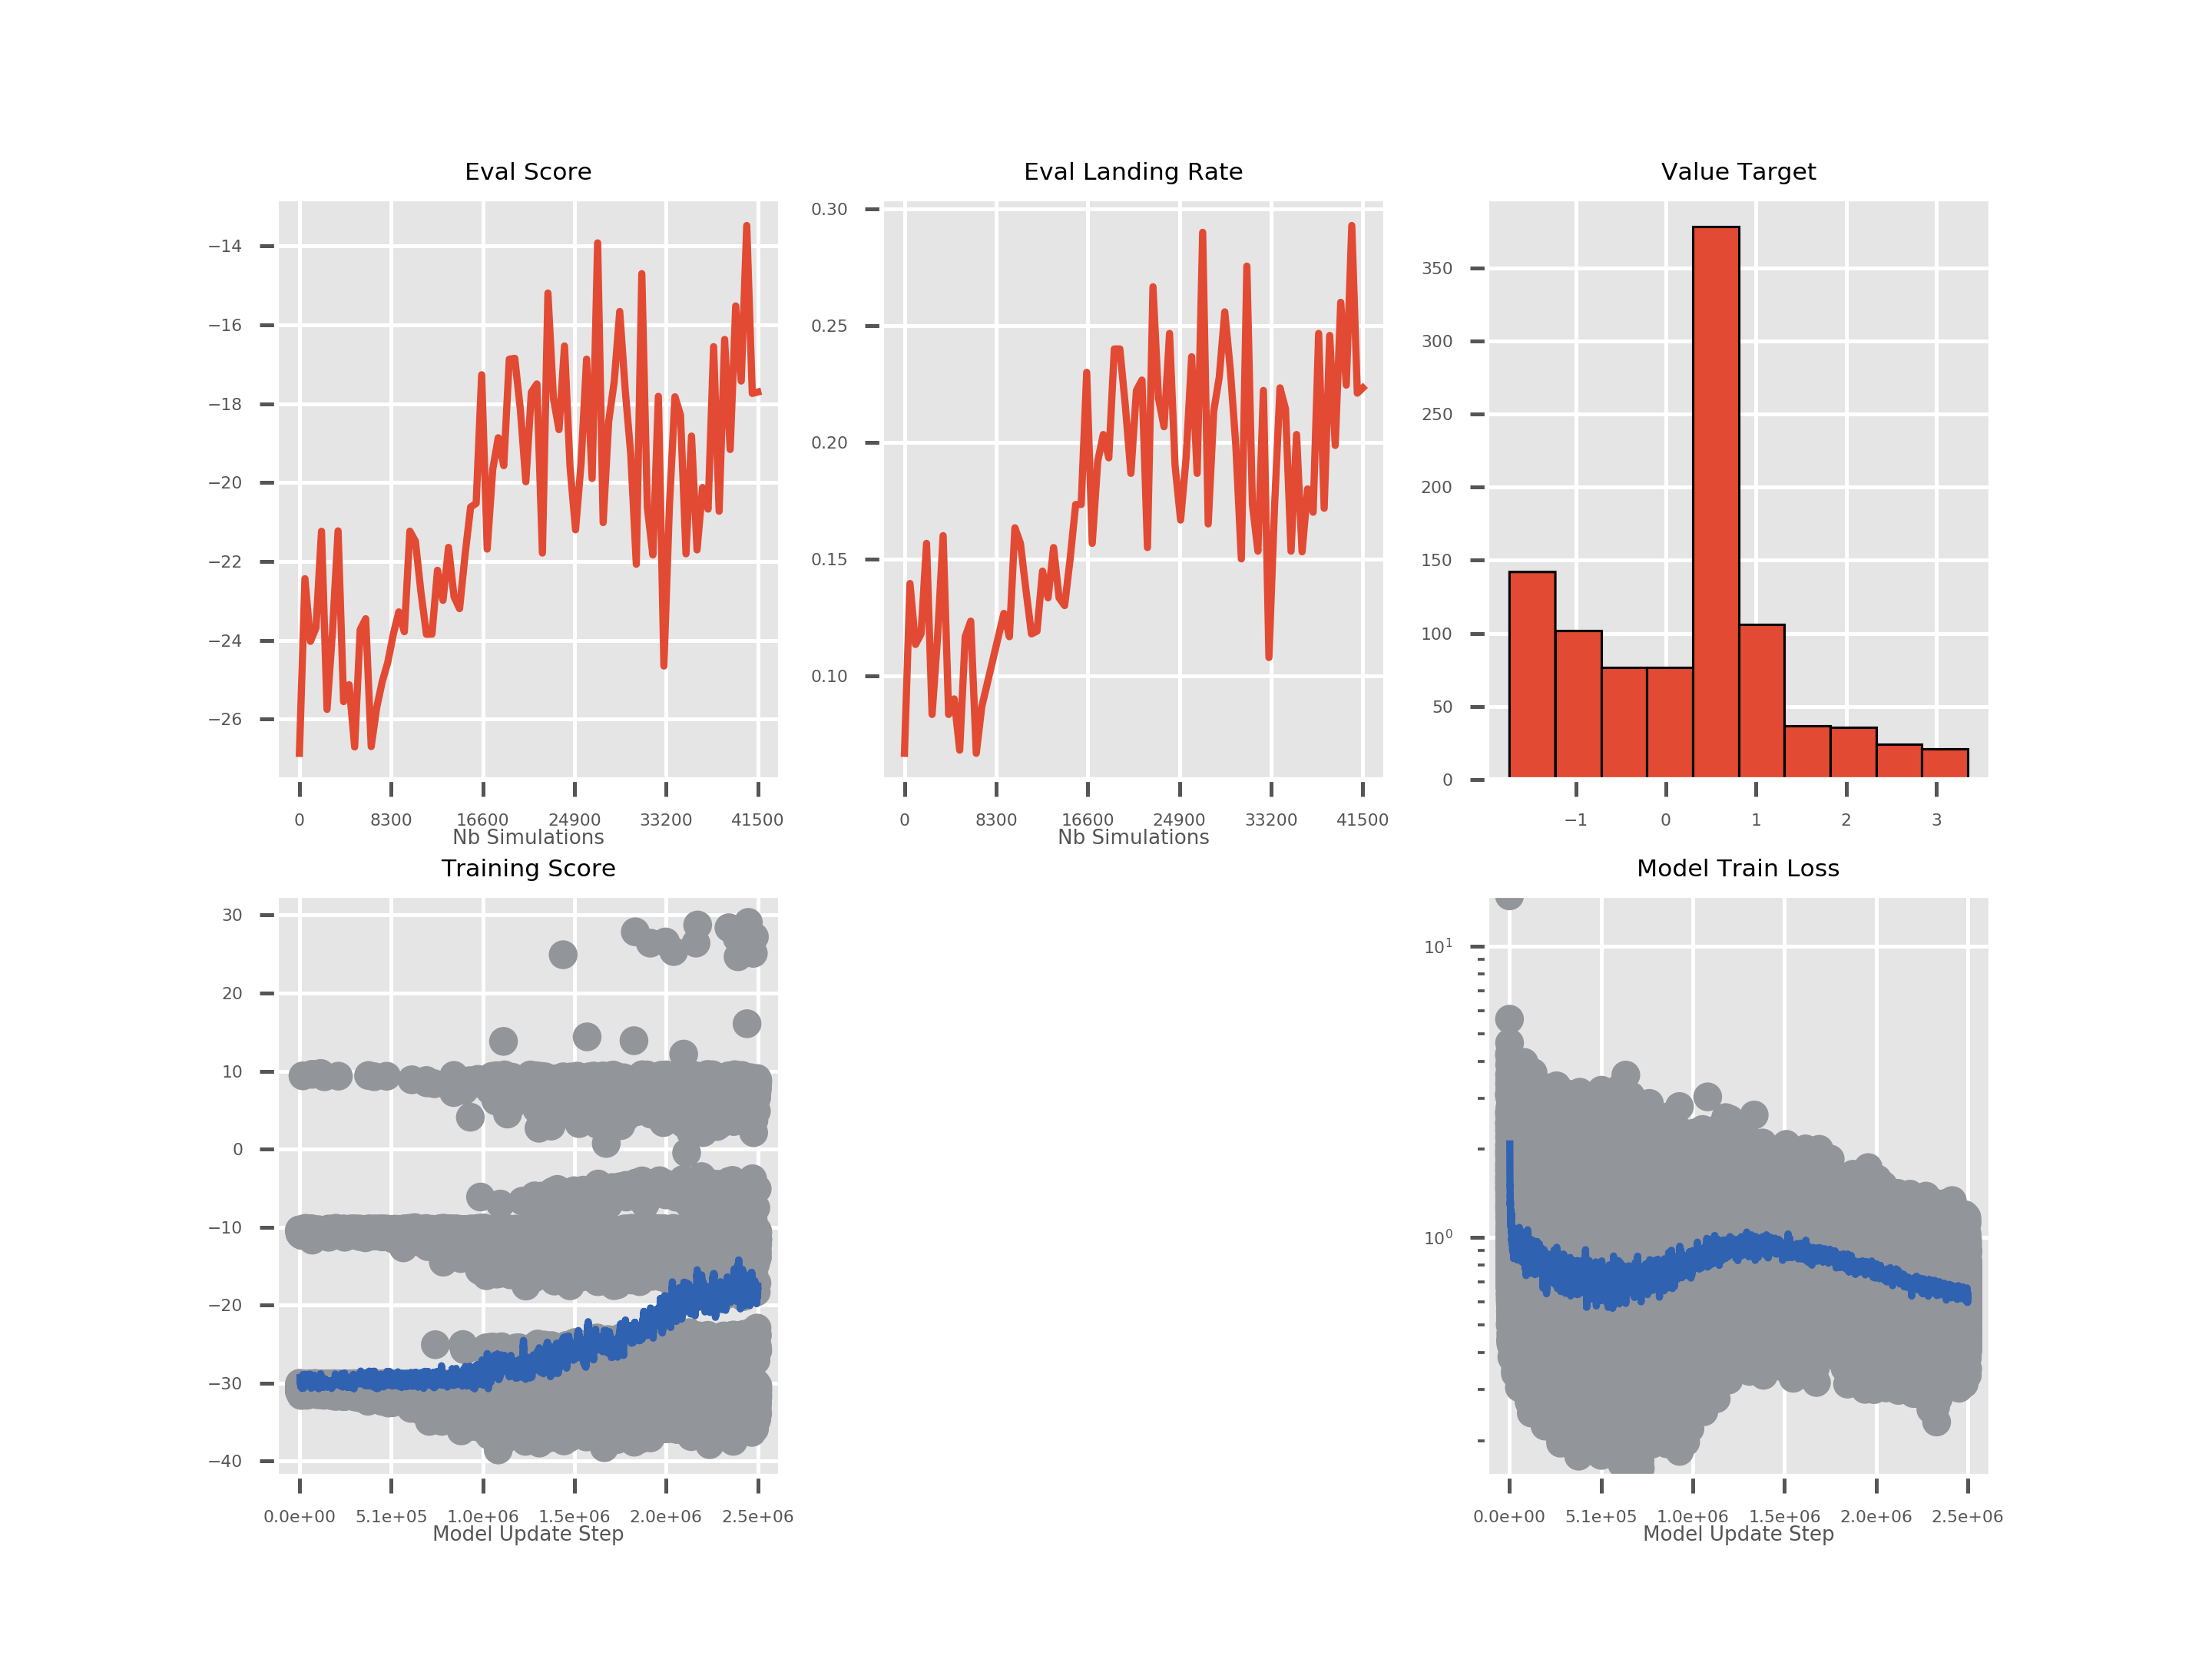 Eval Score
−14
−16
−18
−20
−22
−24
−26
0 8300 16600 24900 33200 41500
Nb Simulations
Eval Landing Rate
0.30
0.25
0.20
0.15
0.10
0 8300 16600 24900 33200 41500
Nb Simulations
Value Target
350
300
250
200
150
100
50
0
−1 0 1 2 3
Training Score
30
20
10
0
−10
−20
−30
−40
0.0e+00 5.1e+05 1.0e+06 1.5e+06 2.0e+06 2.5e+06
Model Update Step
Model Train Loss
10¹
10⁰
0.0e+00 5.1e+05 1.0e+06 1.5e+06 2.0e+06 2.5e+06
Model Update Step